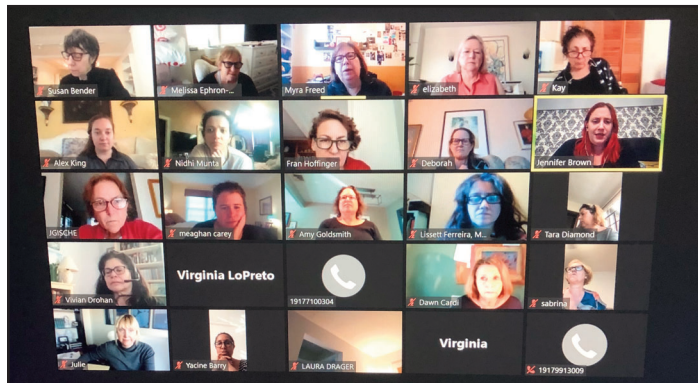 Susan Bender
Melissa Ephron-...
Myra Freed
elizabeth
Kay
Alex King
Nidhi Munta
Fran Hoffinger
Deborah
Jennifer Brown
JGISCHE
meaghan carey
Amy Goldsmith
Lissett Ferreira, M...
Tara Diamond
Vivian Drohan
Virginia LoPreto
19177100304
Dawn Cardi
sabrina
Julie
Yacine Barry
LAURA DRAGER
Virginia
19179913009